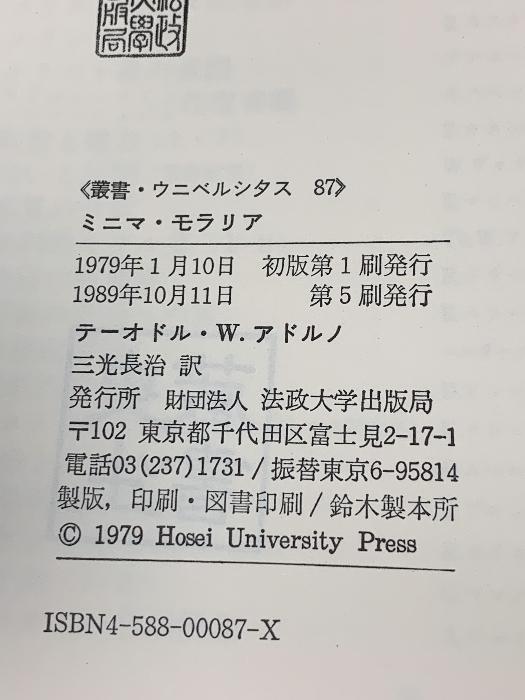 法政
大學
版局
《叢書・ウニベルシタス 87》
ミニマ・モラリア
1979年1月10日 初版第1刷発行
1989年10月11日 第5刷発行
テーオドル・W.アドルノ
三光長治 訳
発行所 財団法人 法政大学出版局
〒102 東京都千代田区富士見2-17-1
電話03(237)1731/振替東京6-95814
製版，印刷・図書印刷/鈴木製本所
© 1979 Hosei University Press
ISBN4-588-00087-X